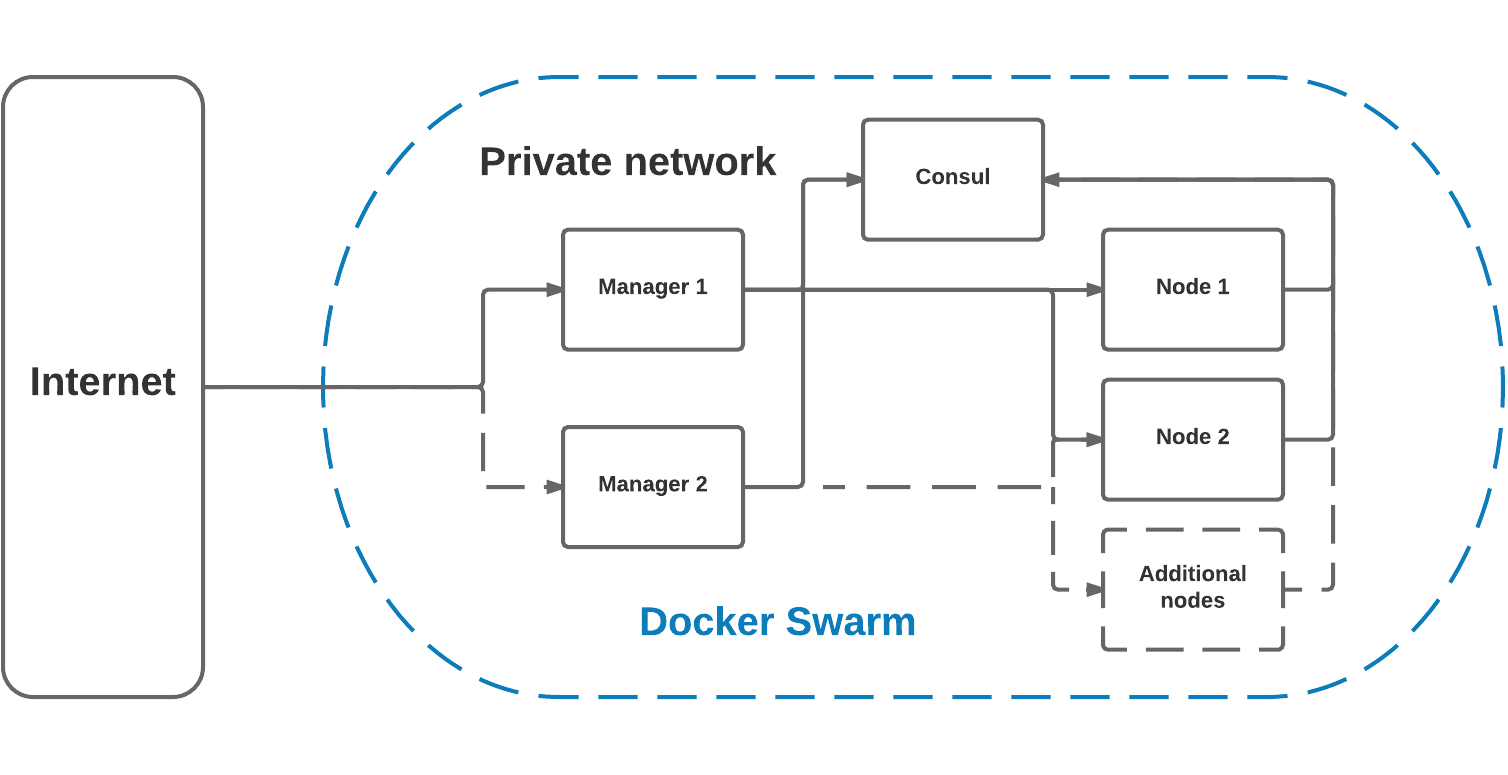 Private network
Consul
Manager 1
Node 1
Internet
Node 2
Manager 2
Additional
nodes
Docker Swarm